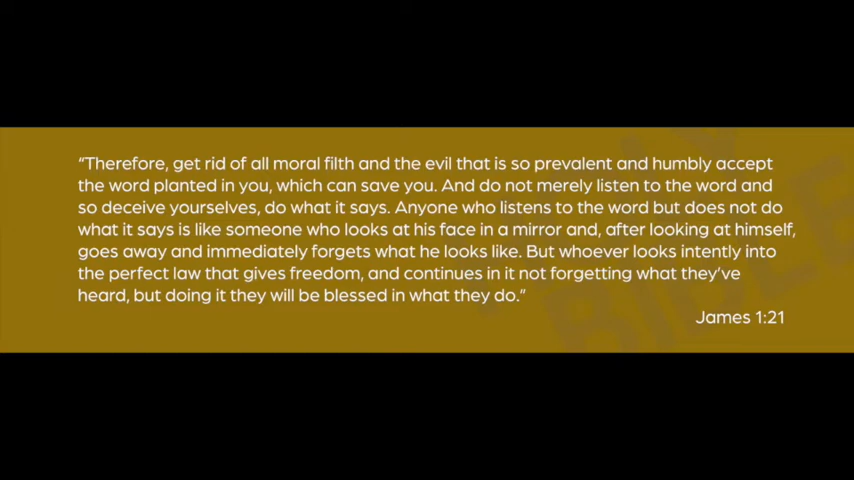 “Therefore, get rid of all moral filth and the evil that is so prevalent and humbly accept
the word planted in you, which can save you. And do not merely listen to the word and
so deceive yourselves, do what it says. Anyone who listens to the word but does not do
what it says is like someone who looks at his face in a mirror and, after looking at himself,
goes away and immediately forgets what he looks like. But whoever looks intently into
the perfect law that gives freedom, and continues in it not forgetting what they’ve
heard, but doing it they will be blessed in what they do.”
James 1:21
BIBLE